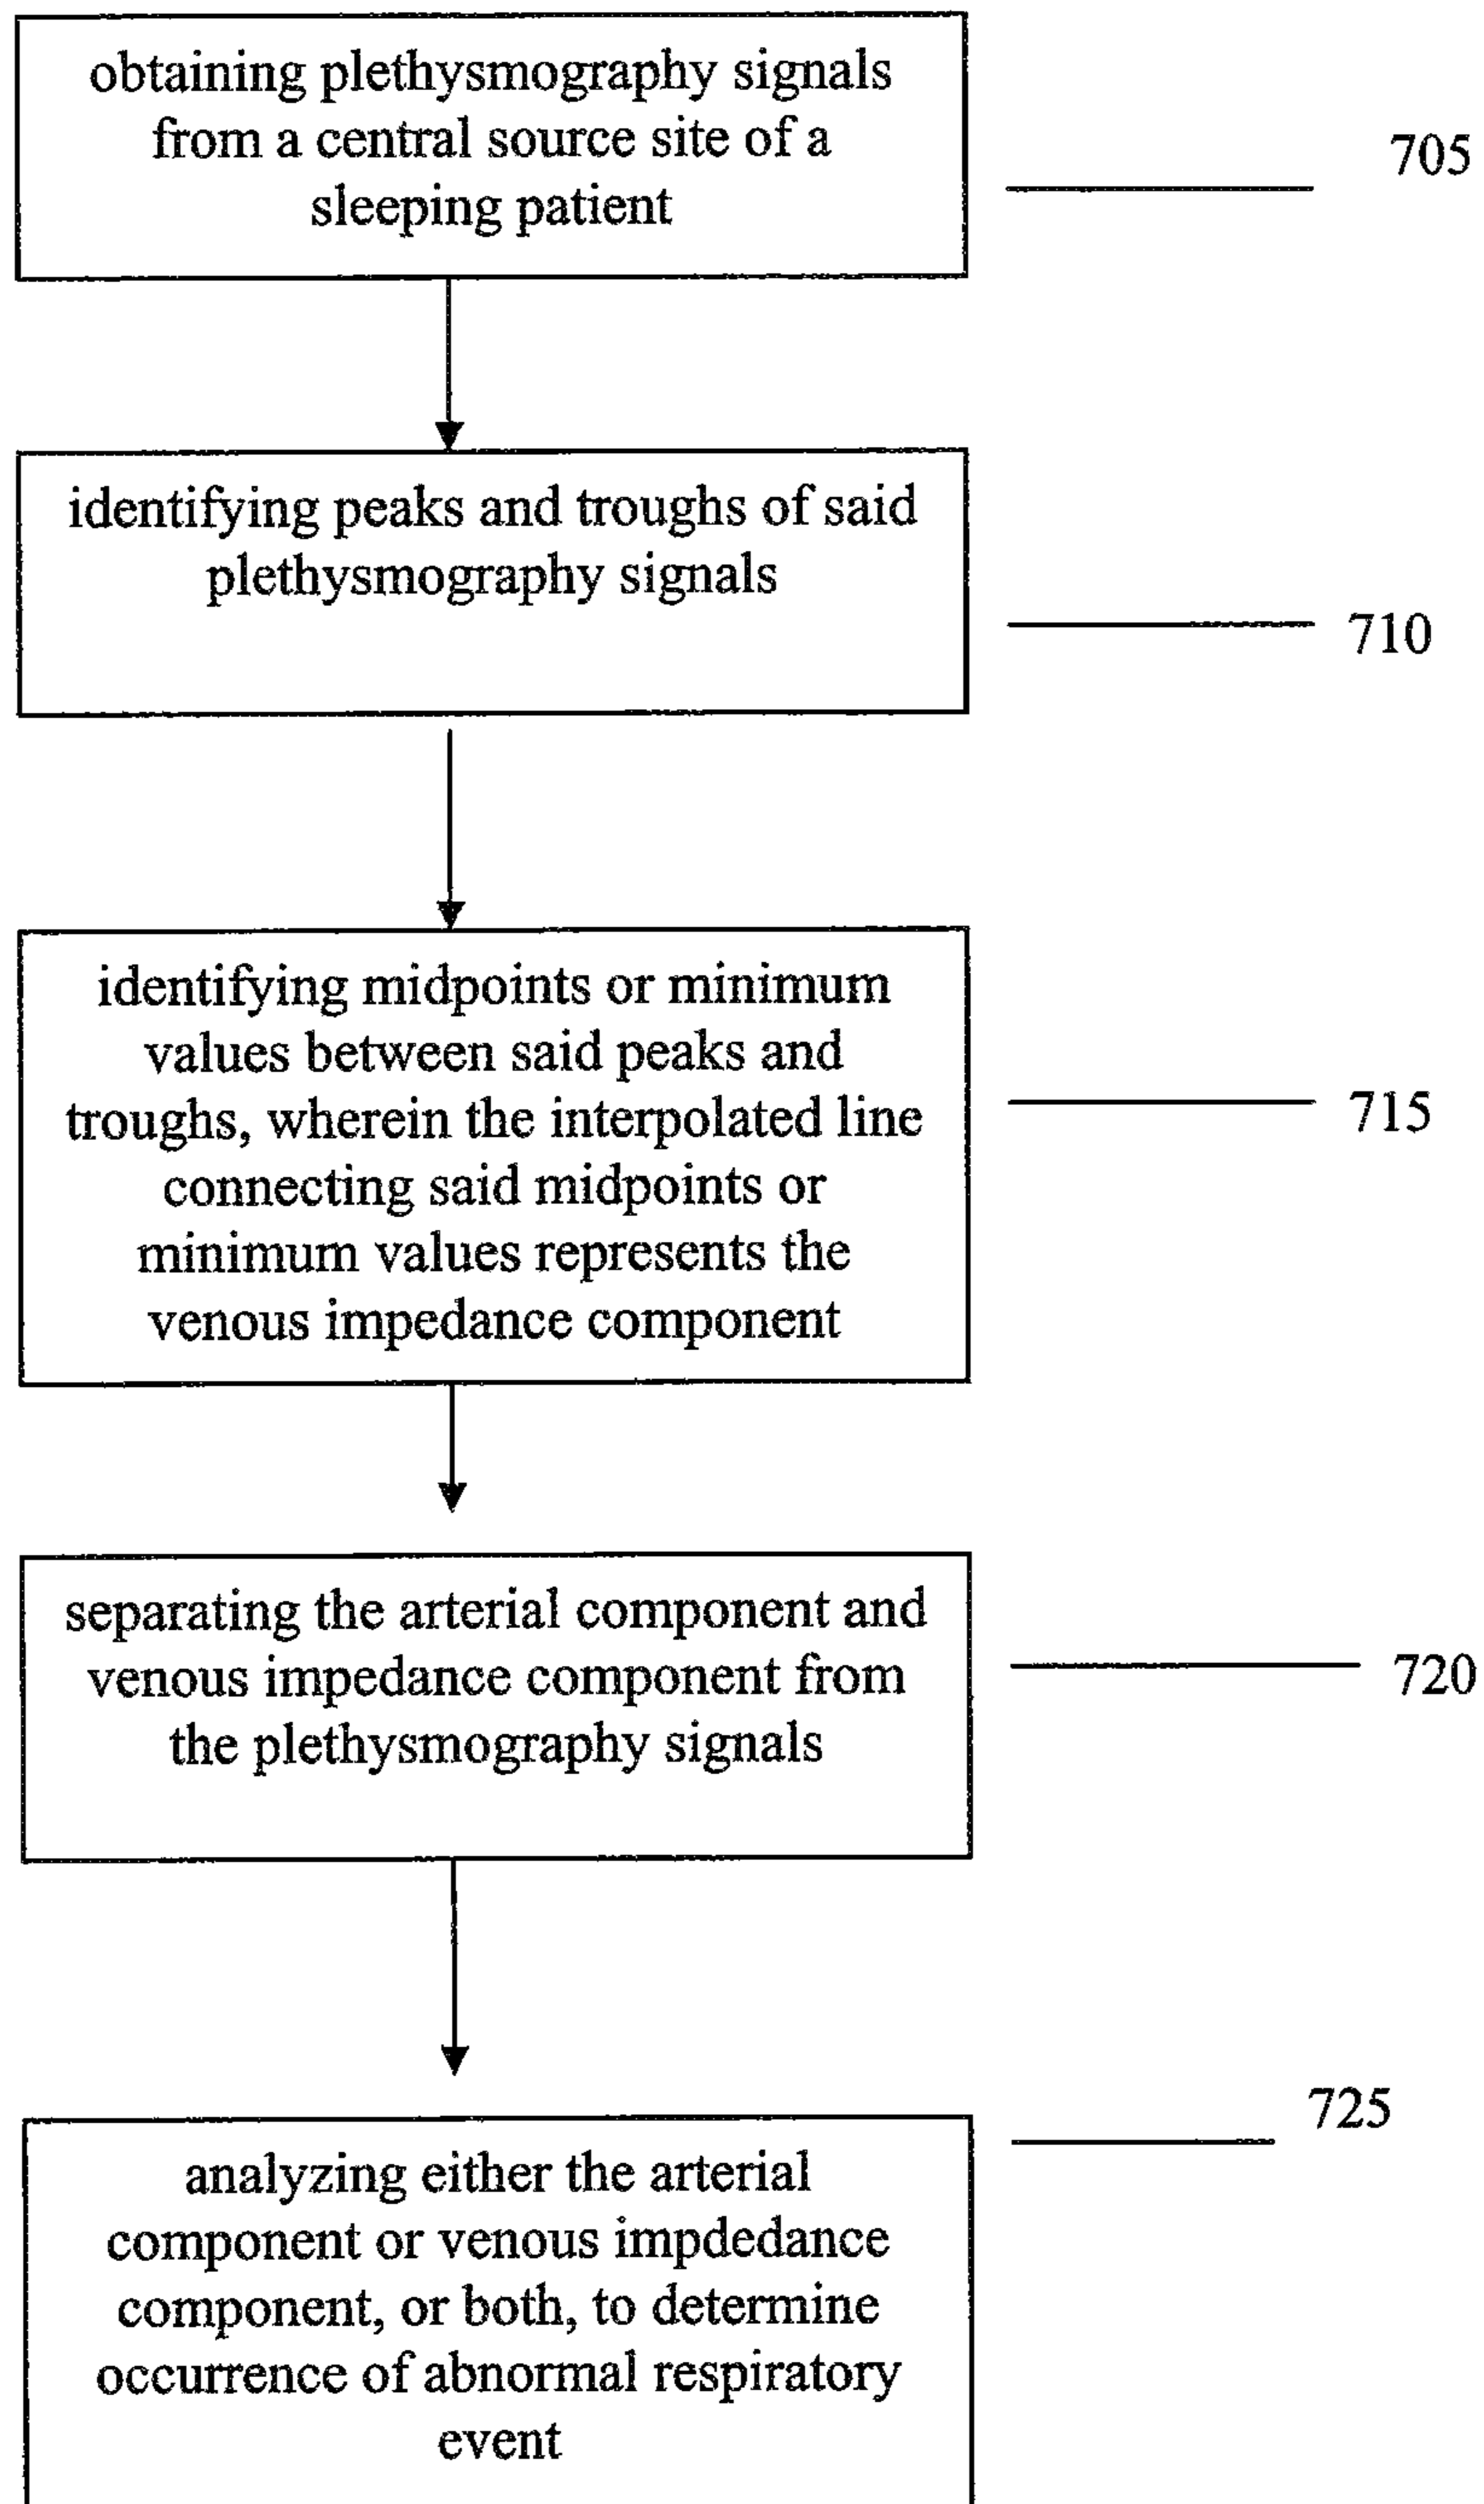 obtaining plethysmography signals
from a central source site of a
sleeping patient
705
identifying peaks and troughs of said
plethysmography signals
710
identifying midpoints or minimum
values between said peaks and
troughs, wherein the interpolated line
connecting said midpoints or
minimum values represents the
venous impedance component
715
separating the arterial component and
venous impedance component from
the plethysmography signals
720
725
analyzing either the arterial
component or venous impdedance
component, or both, to determine
occurrence of abnormal respiratory
event